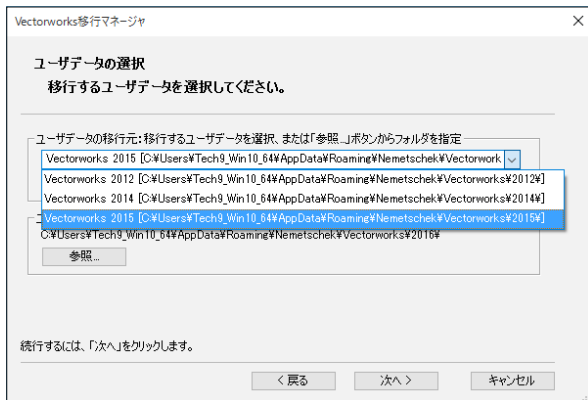 Vectorworks移行マネージャ
ユーザデータの選択
移行するユーザデータを選択してください。
ユーザデータの移行元:移行するユーザデータを選択、または「参照...」ボタンからフォルダを指定
Vectorworks 2015 [C:¥Users¥Tech9_Win10_64¥AppData¥Roaming¥Nemetschek¥Vectorwork
Vectorworks 2012 [C:¥Users¥Tech9_Win10_64¥AppData¥Roaming¥Nemetschek¥Vectorworks¥2012¥]
Vectorworks 2014 [C:¥Users¥Tech9_Win10_64¥AppData¥Roaming¥Nemetschek¥Vectorworks¥2014¥]
Vectorworks 2015 [C:¥Users¥Tech9_Win10_64¥AppData¥Roaming¥Nemetschek¥Vectorworks¥2015¥]
C:¥Users¥Tech9_Win10_64¥AppData¥Roaming¥Nemetschek¥Vectorworks¥2016¥
参照...
続行するには、「次へ」をクリックします。
< 戻る 次へ > キャンセル